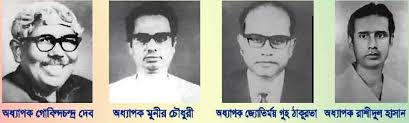 অধ্যাপক গোবিন্দচন্দ্র দেব অধ্যাপক মুনীর চৌধুরী অধ্যাপক জ্যোতির্ময় গুহ ঠাকুরতা অধ্যাপক রাশীদুল হাসান